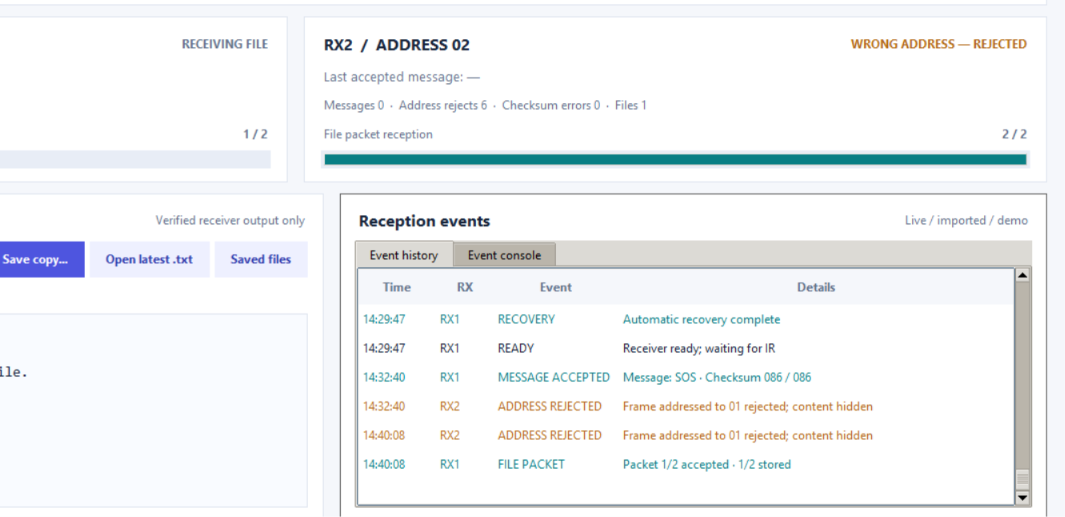 RECEIVING FILE
1 / 2
RX2 / ADDRESS 02
WRONG ADDRESS — REJECTED
Last accepted message: —
Messages 0 · Address rejects 6 · Checksum errors 0 · Files 1
File packet reception
2 / 2
Verified receiver output only
Save copy...
Open latest .txt
Saved files
ile.
Reception events
Live / imported / demo
Event history
Event console
Time RX Event Details
14:29:47 RX1 RECOVERY Automatic recovery complete
14:29:47 RX1 READY Receiver ready; waiting for IR
14:32:40 RX1 MESSAGE ACCEPTED Message: SOS · Checksum 086 / 086
14:32:40 RX2 ADDRESS REJECTED Frame addressed to 01 rejected; content hidden
14:40:08 RX2 ADDRESS REJECTED Frame addressed to 01 rejected; content hidden
14:40:08 RX1 FILE PACKET Packet 1/2 accepted · 1/2 stored